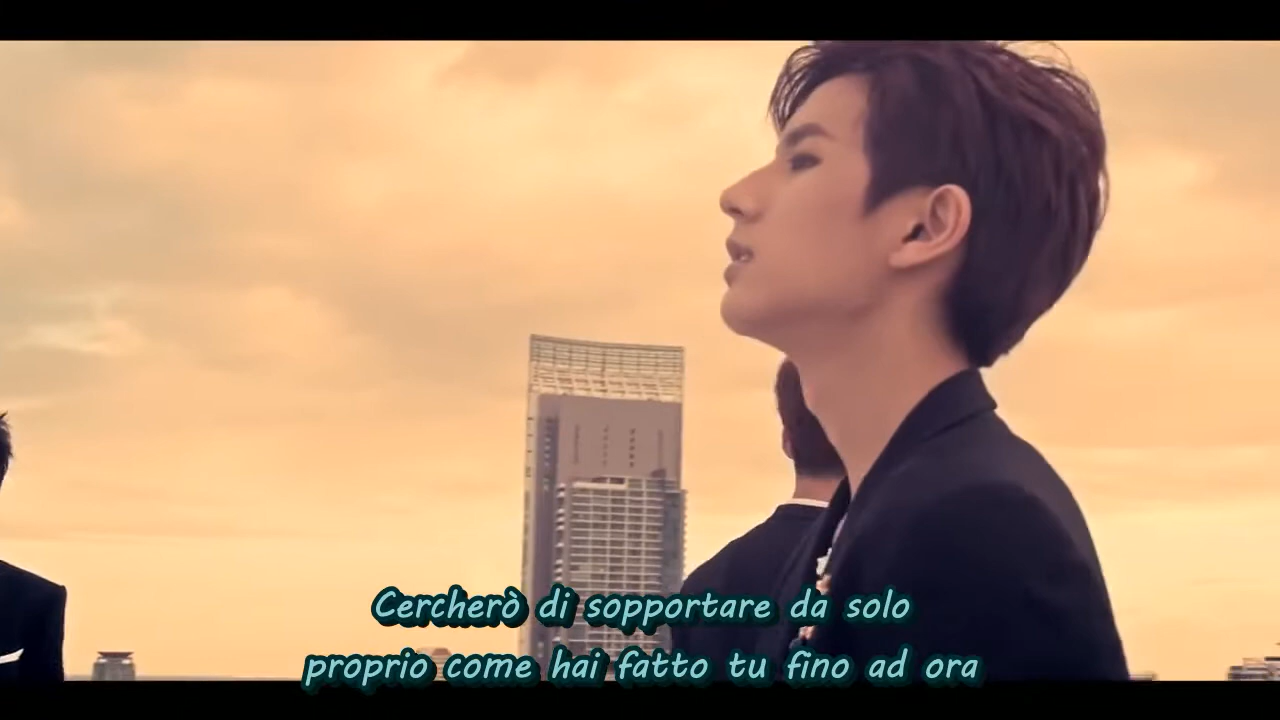 Cercherò di sopportare da solo
proprio come hai fatto tu fino ad ora